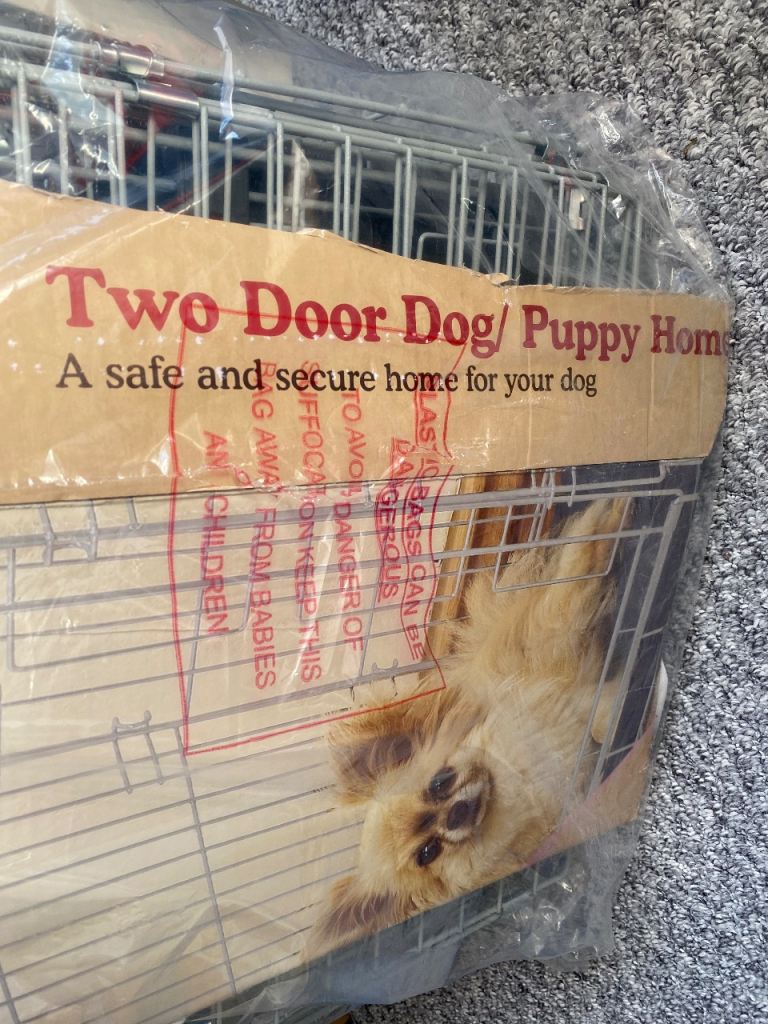 Two Door Dog/ Puppy Home
A safe and secure home for your dog
PLASTIC BAGS CAN BE
DANGEROUS
TO AVOID DANGER OF
SUFFOCATION KEEP THIS
BAG AWAY FROM BABIES
AND CHILDREN